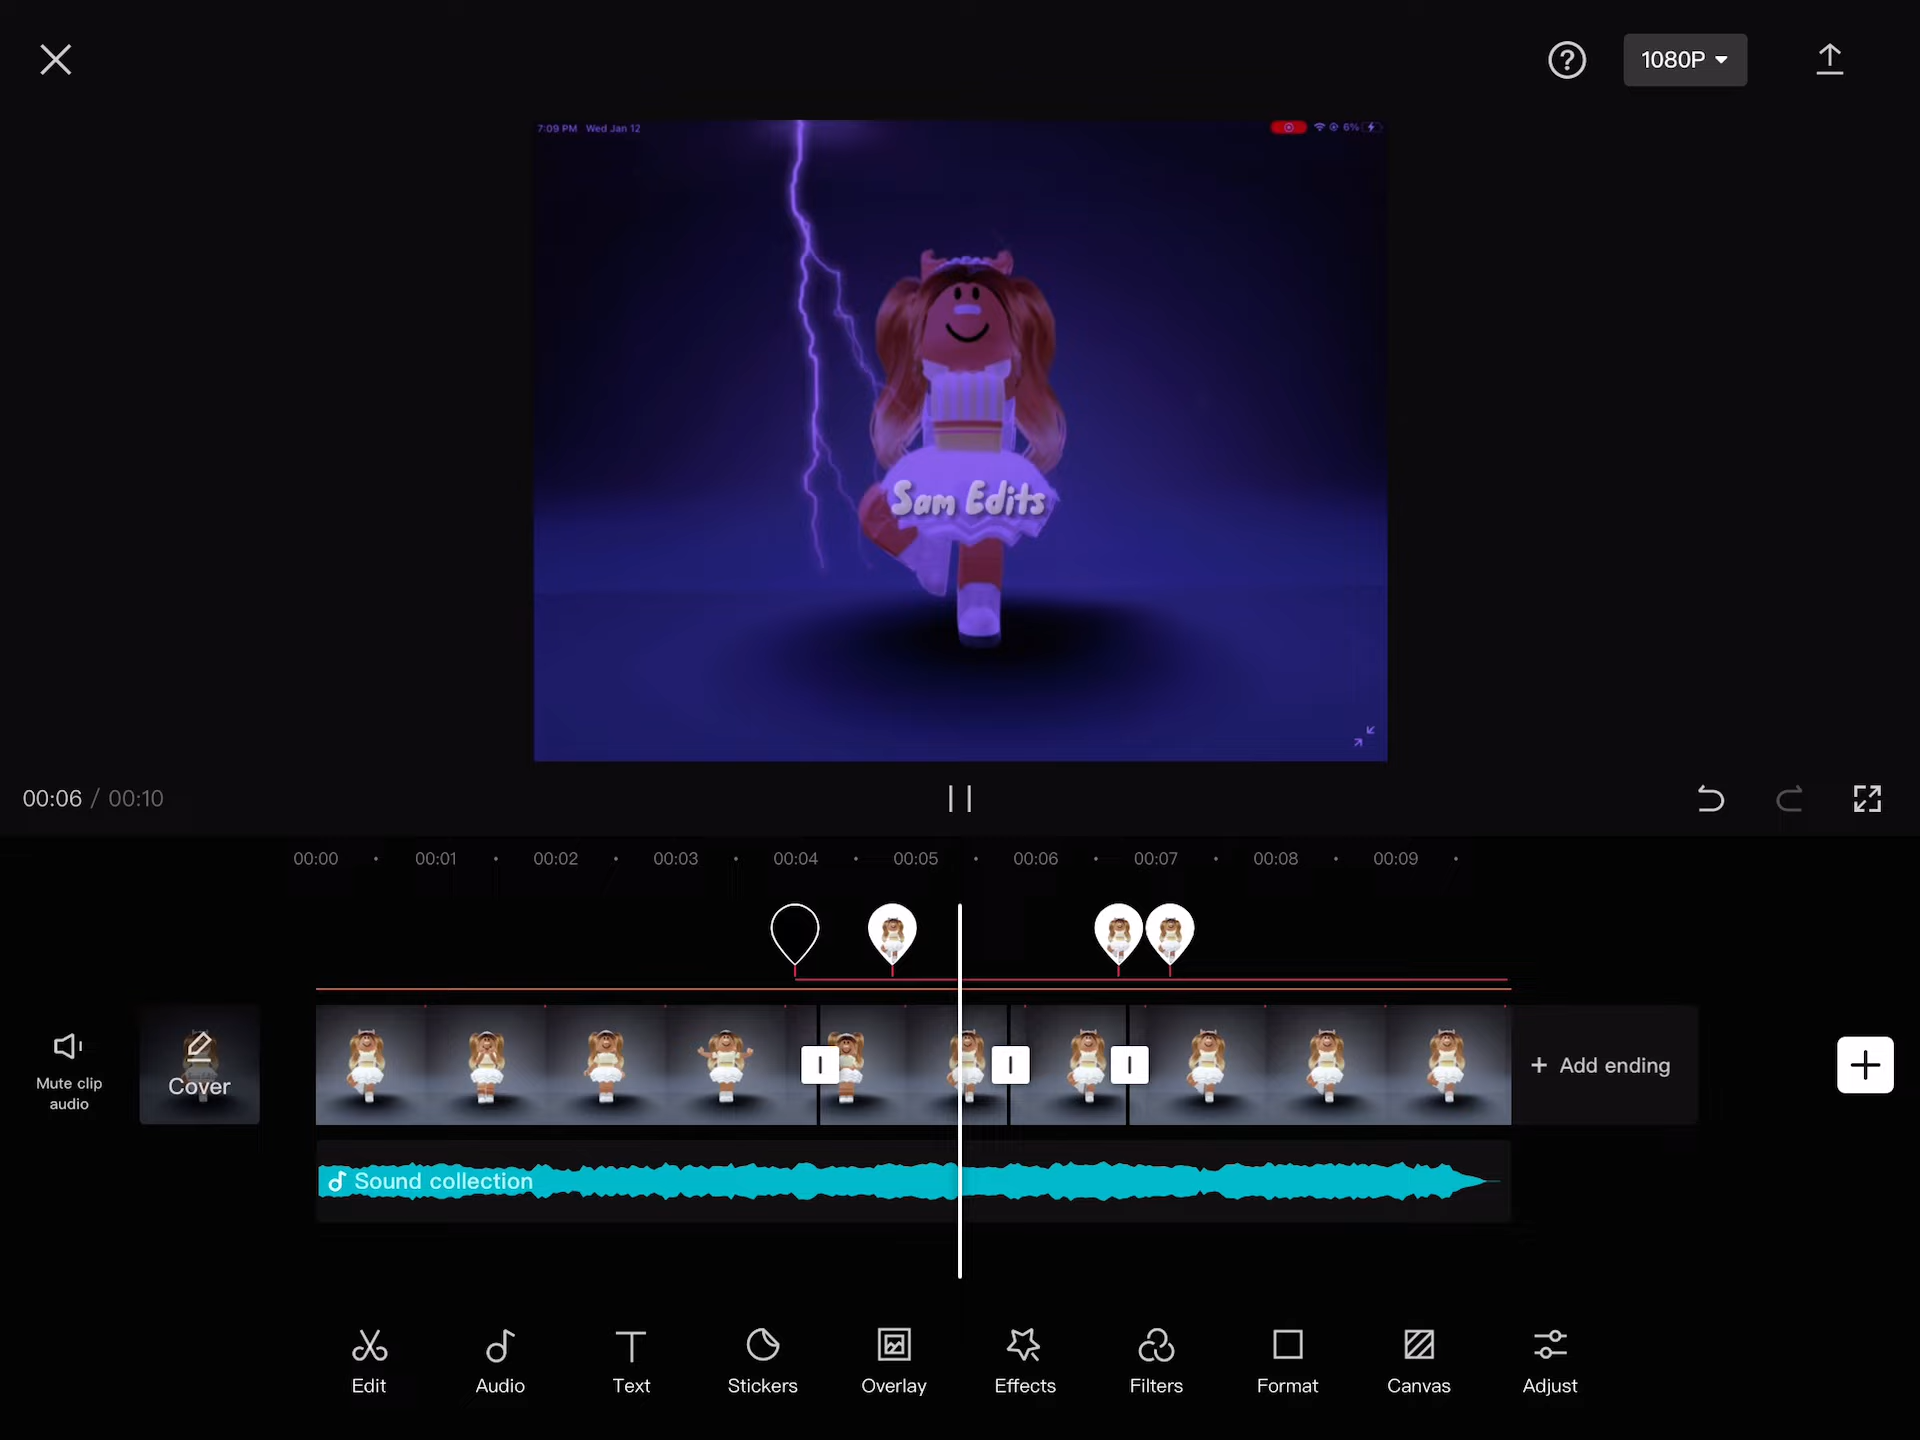 1080P
7:09 PM Wed Jan 12
6%
Sam Edits
00:06 / 00:10
00:00 00:01 00:02 00:03 00:04 00:05 00:06 00:07 00:08 00:09
Mute clip
audio
Cover
+ Add ending
Sound collection
Edit Audio Text Stickers Overlay Effects Filters Format Canvas Adjust